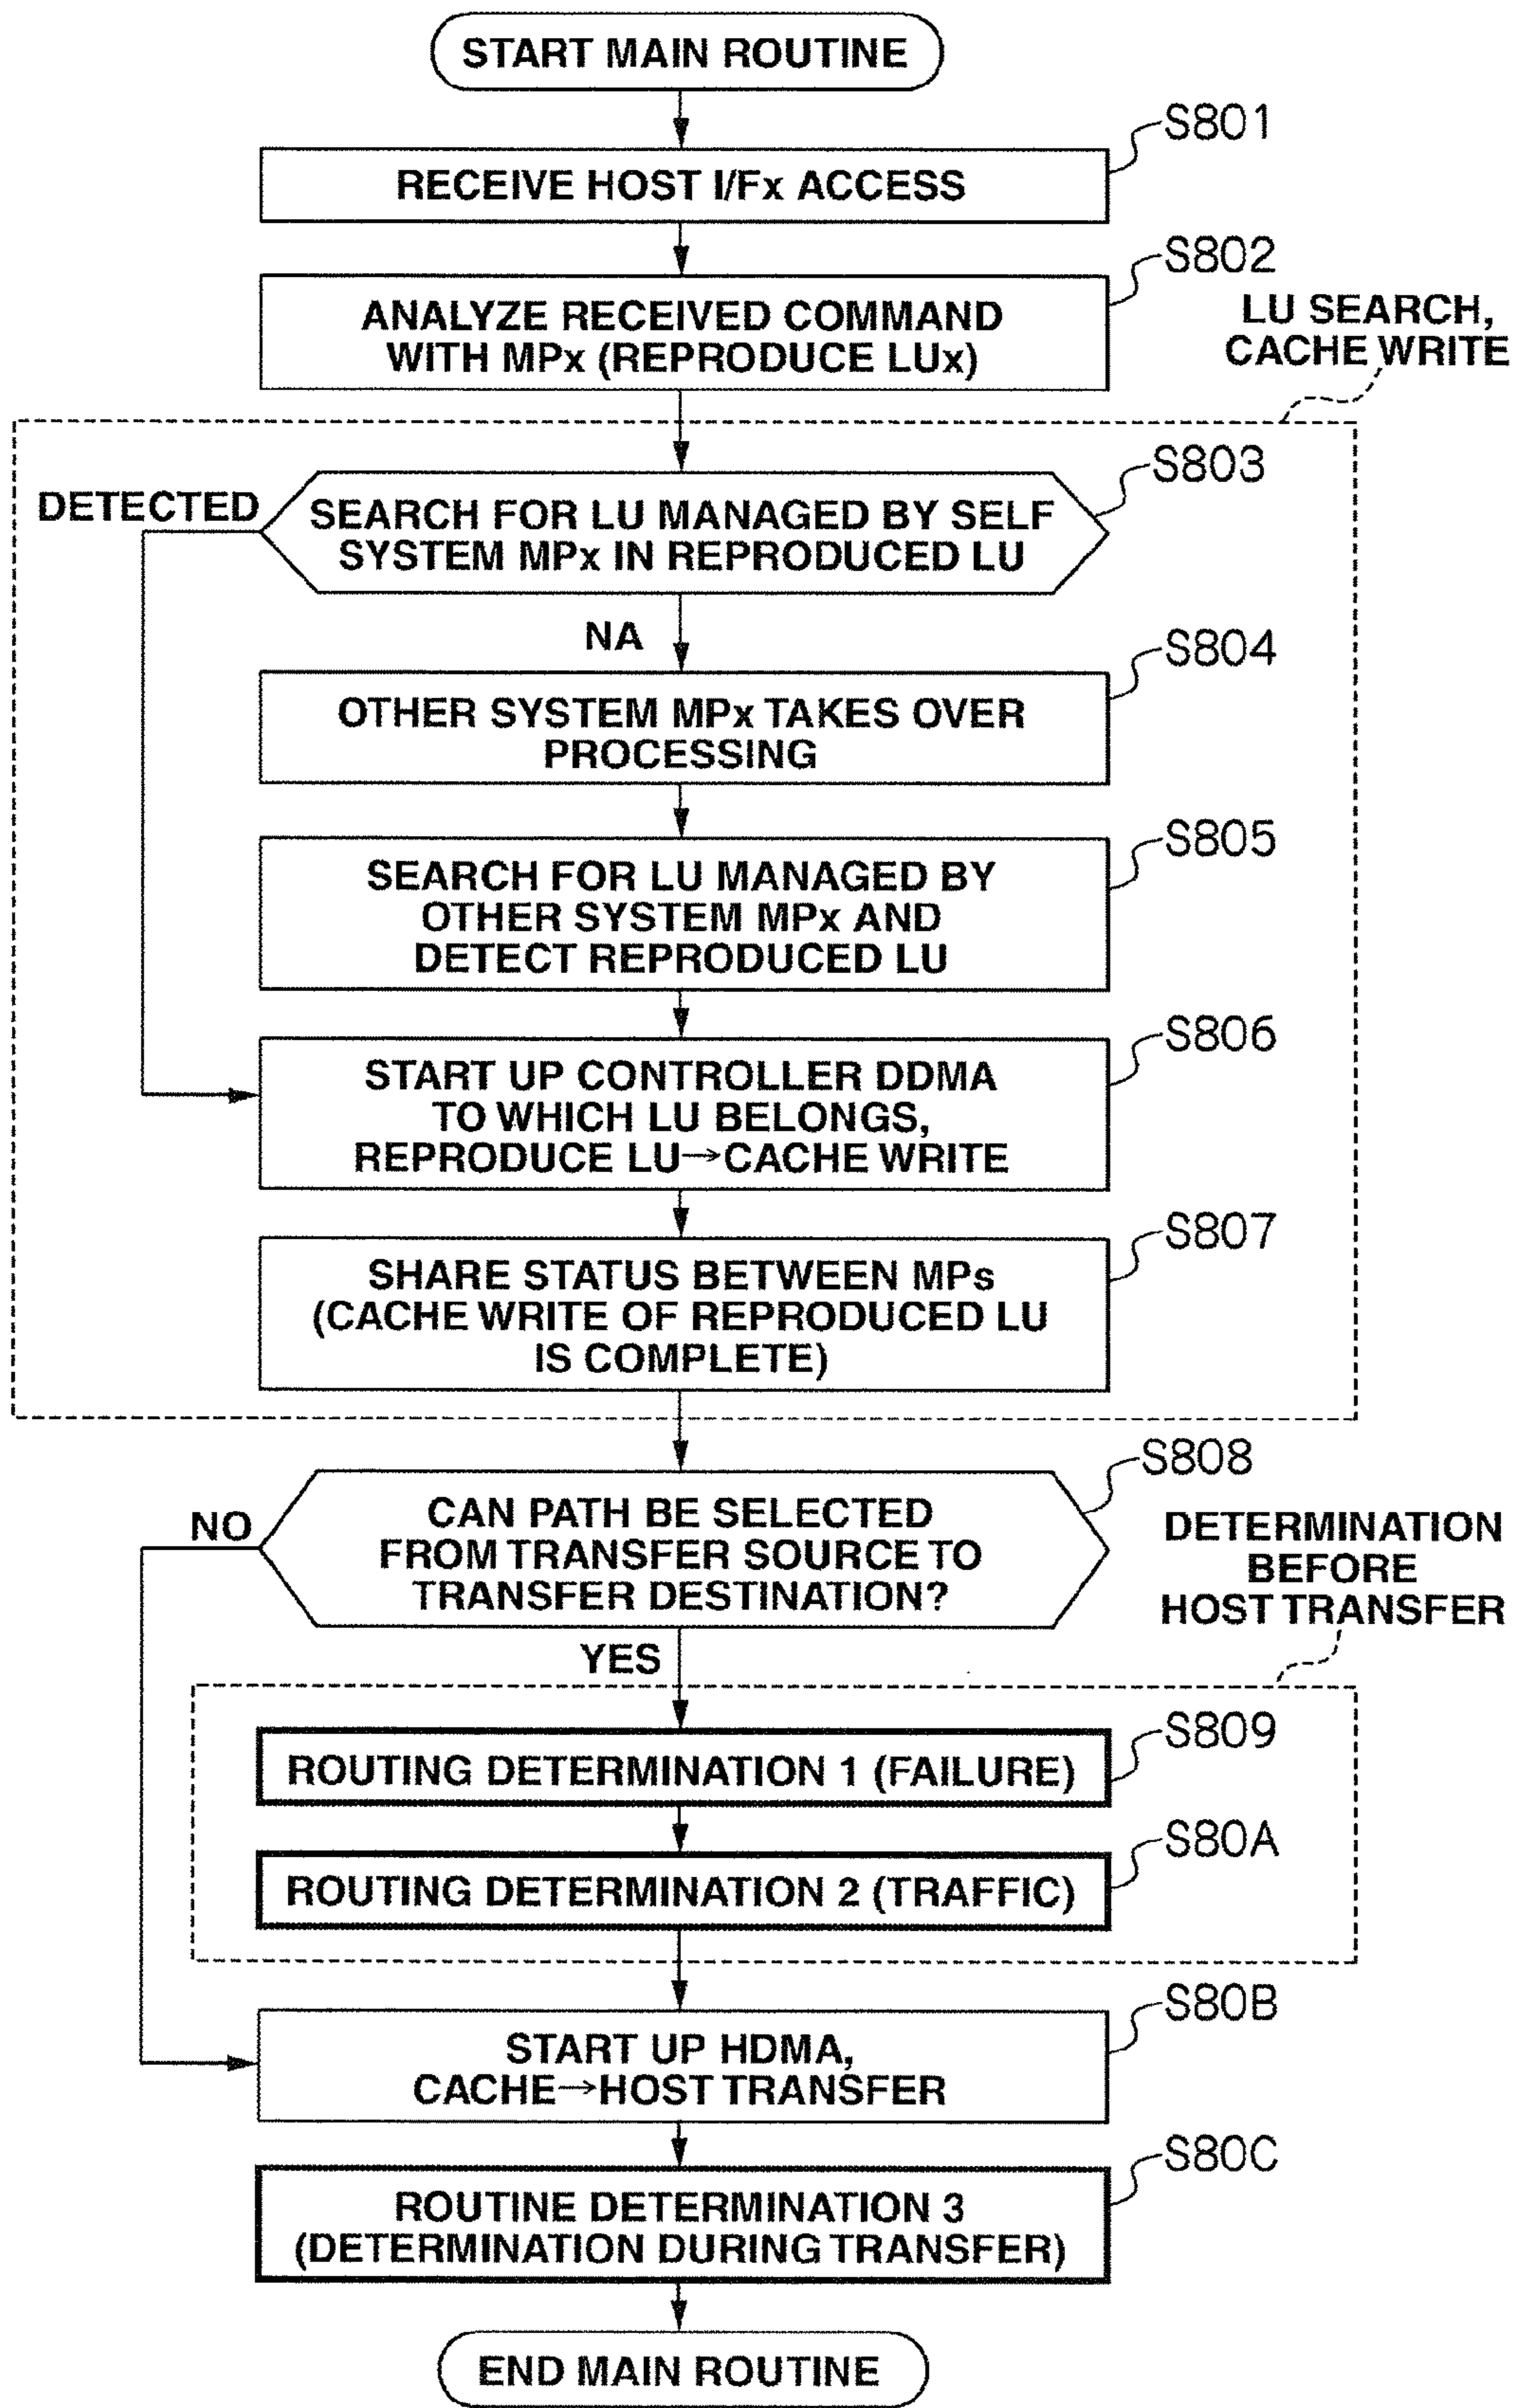 START MAIN ROUTINE
S801
RECEIVE HOST I/Fx ACCESS
S802
ANALYZE RECEIVED COMMAND
WITH MPx (REPRODUCE LUx)
LU SEARCH,
CACHE WRITE
S803
DETECTED
SEARCH FOR LU MANAGED BY SELF
SYSTEM MPx IN REPRODUCED LU
NA
S804
OTHER SYSTEM MPx TAKES OVER
PROCESSING
S805
SEARCH FOR LU MANAGED BY
OTHER SYSTEM MPx AND
DETECT REPRODUCED LU
S806
START UP CONTROLLER DDMA
TO WHICH LU BELONGS,
REPRODUCE LU→CACHE WRITE
S807
SHARE STATUS BETWEEN MPs
(CACHE WRITE OF REPRODUCED LU
IS COMPLETE)
S808
NO
CAN PATH BE SELECTED
FROM TRANSFER SOURCE TO
TRANSFER DESTINATION?
DETERMINATION
BEFORE
HOST TRANSFER
YES
S809
ROUTING DETERMINATION 1 (FAILURE)
S80A
ROUTING DETERMINATION 2 (TRAFFIC)
S80B
START UP HDMA,
CACHE→HOST TRANSFER
S80C
ROUTINE DETERMINATION 3
(DETERMINATION DURING TRANSFER)
END MAIN ROUTINE